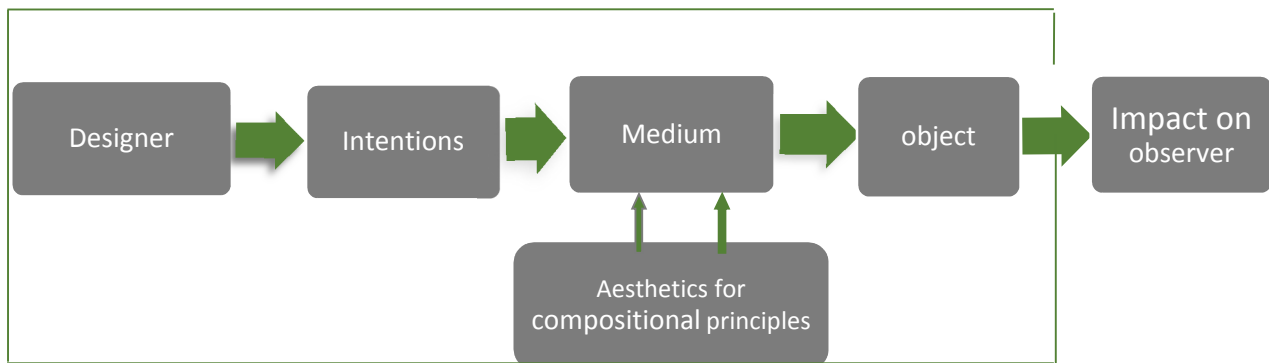 Designer
Intentions
Medium
object
Impact on
observer
Aesthetics for
compositional principles